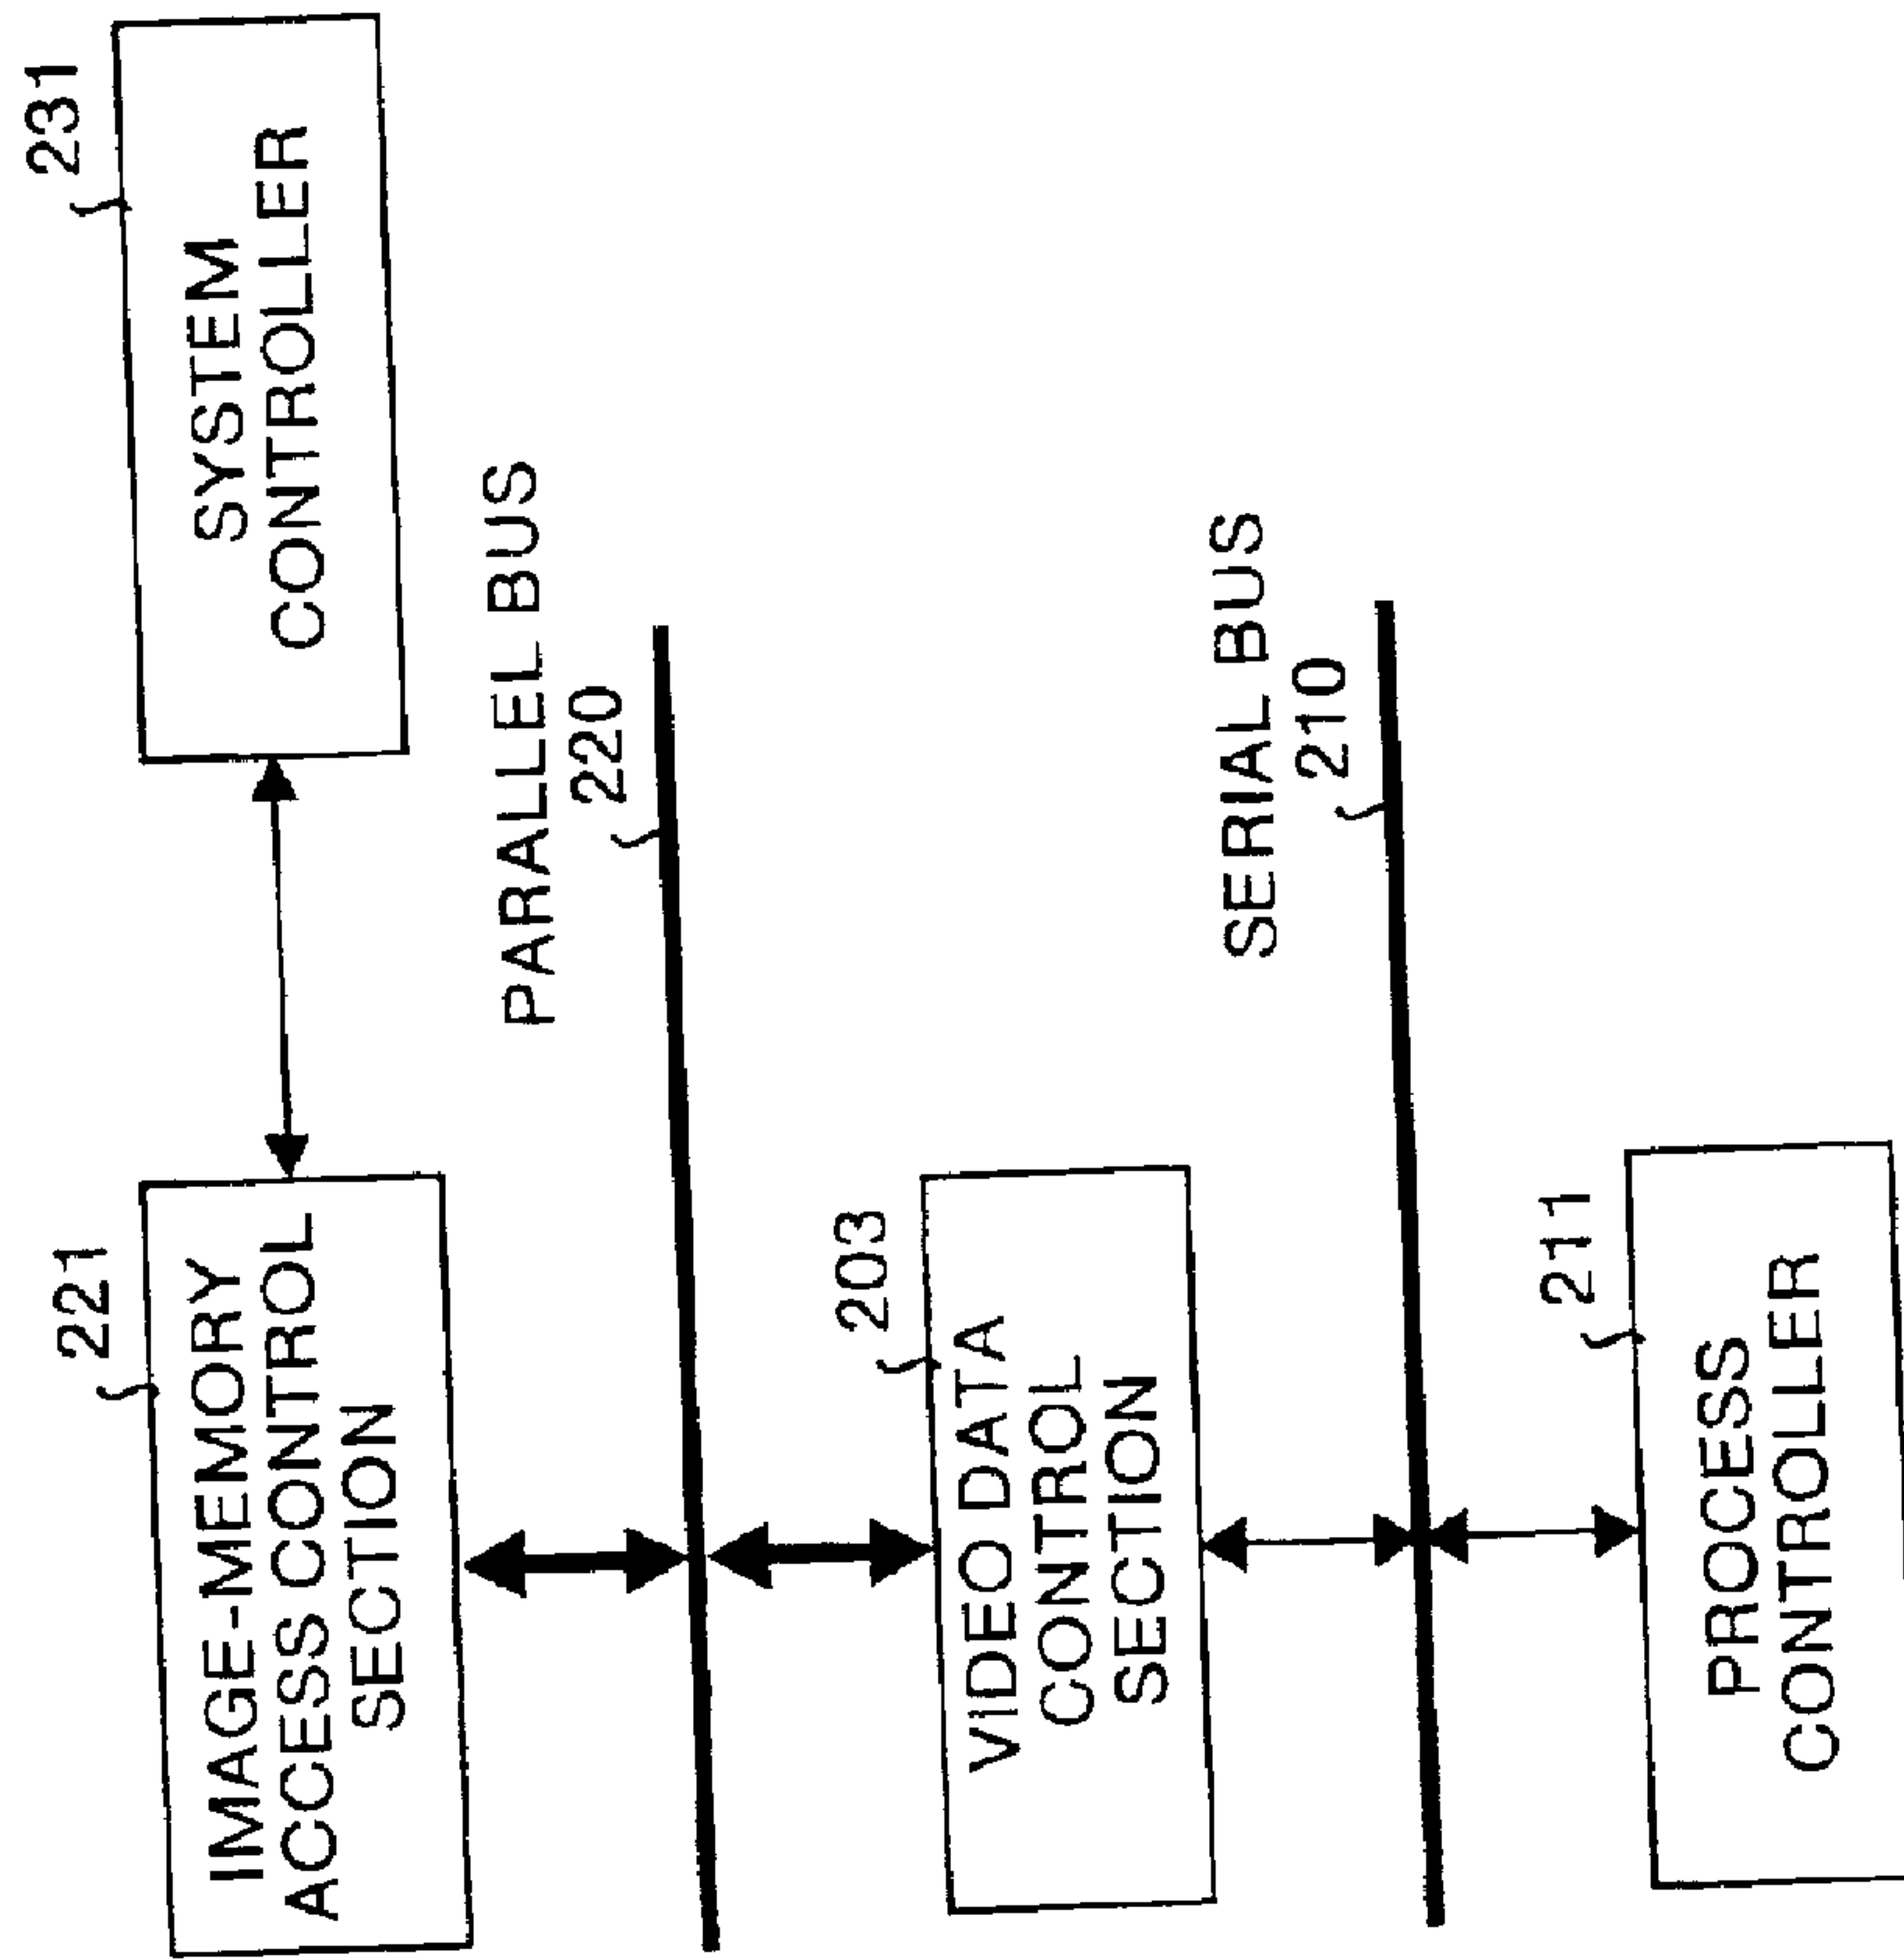 221
IMAGE-MEMORY
ACCESS CONTROL
SECTION
231
SYSTEM
CONTROLLER
PARALLEL BUS
220
203
VIDEO DATA
CONTROL
SECTION
SERIAL BUS
210
211
PROCESS
CONTROLLER